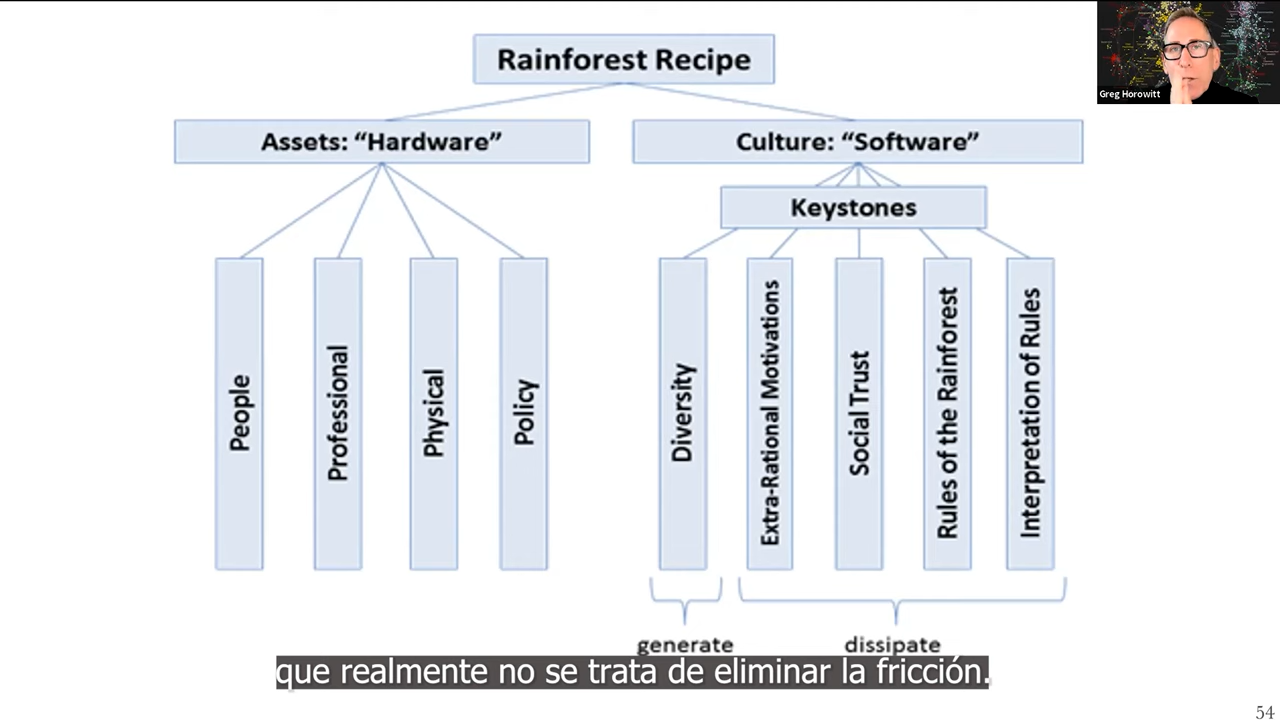 Rainforest Recipe
Greg Horowitt
Assets: “Hardware”
Culture: “Software”
Keystones
People
Professional
Physical
Policy
Diversity
Extra-Rational Motivations
Social Trust
Rules of the Rainforest
Interpretation of Rules
generate
dissipate
que realmente no se trata de eliminar la fricción.
54